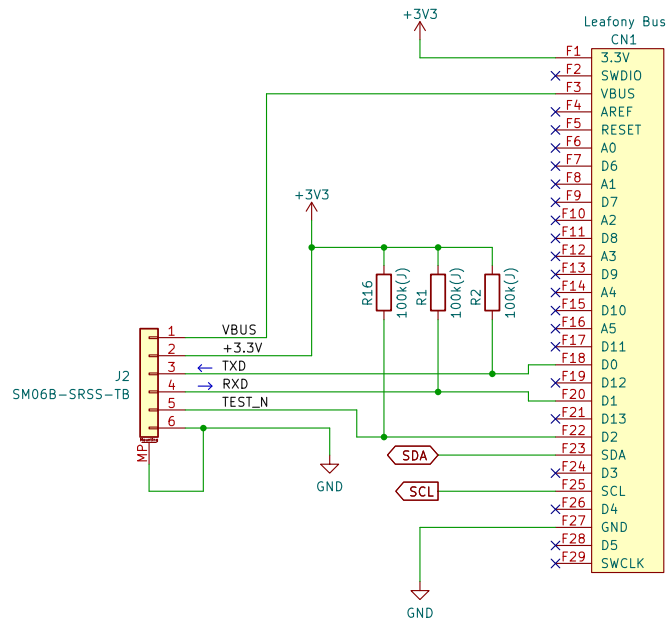 +3V3
Leafony Bus
CN1
F1 3.3V
F2 SWDIO
F3 VBUS
F4 AREF
F5 RESET
F6 A0
F7 D6
F8 A1
F9 D7
F10 A2
F11 D8
F12 A3
F13 D9
F14 A4
F15 D10
F16 A5
F17 D11
F18 D0
F19 D12
F20 D1
F21 D13
F22 D2
F23 SDA
F24 D3
F25 SCL
F26 D4
F27 GND
F28 D5
F29 SWCLK
+3V3
R16 100k(J)
R1 100k(J)
R2 100k(J)
J2
SM06B-SRSS-TB
1 VBUS
2 +3.3V
3 TXD
4 RXD
5 TEST_N
6
MP
GND
SDA
SCL
GND